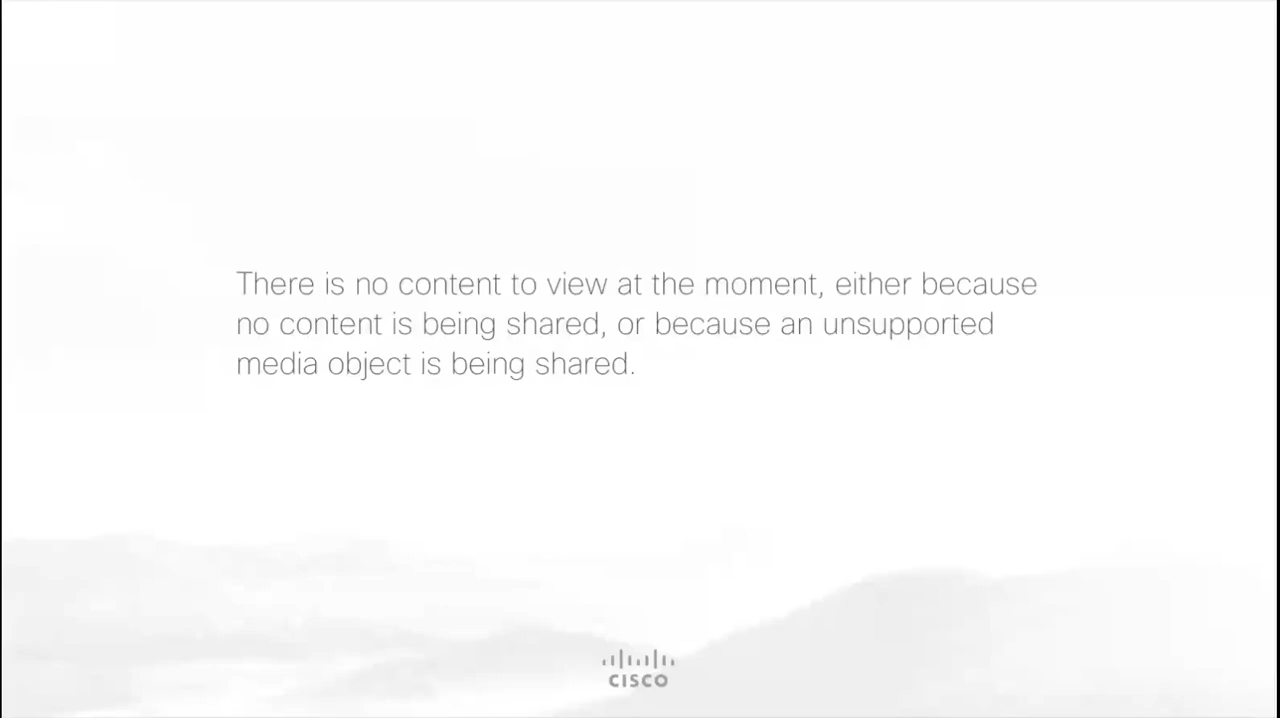 There is no content to view at the moment, either because
no content is being shared, or because an unsupported
media object is being shared.
CISCO